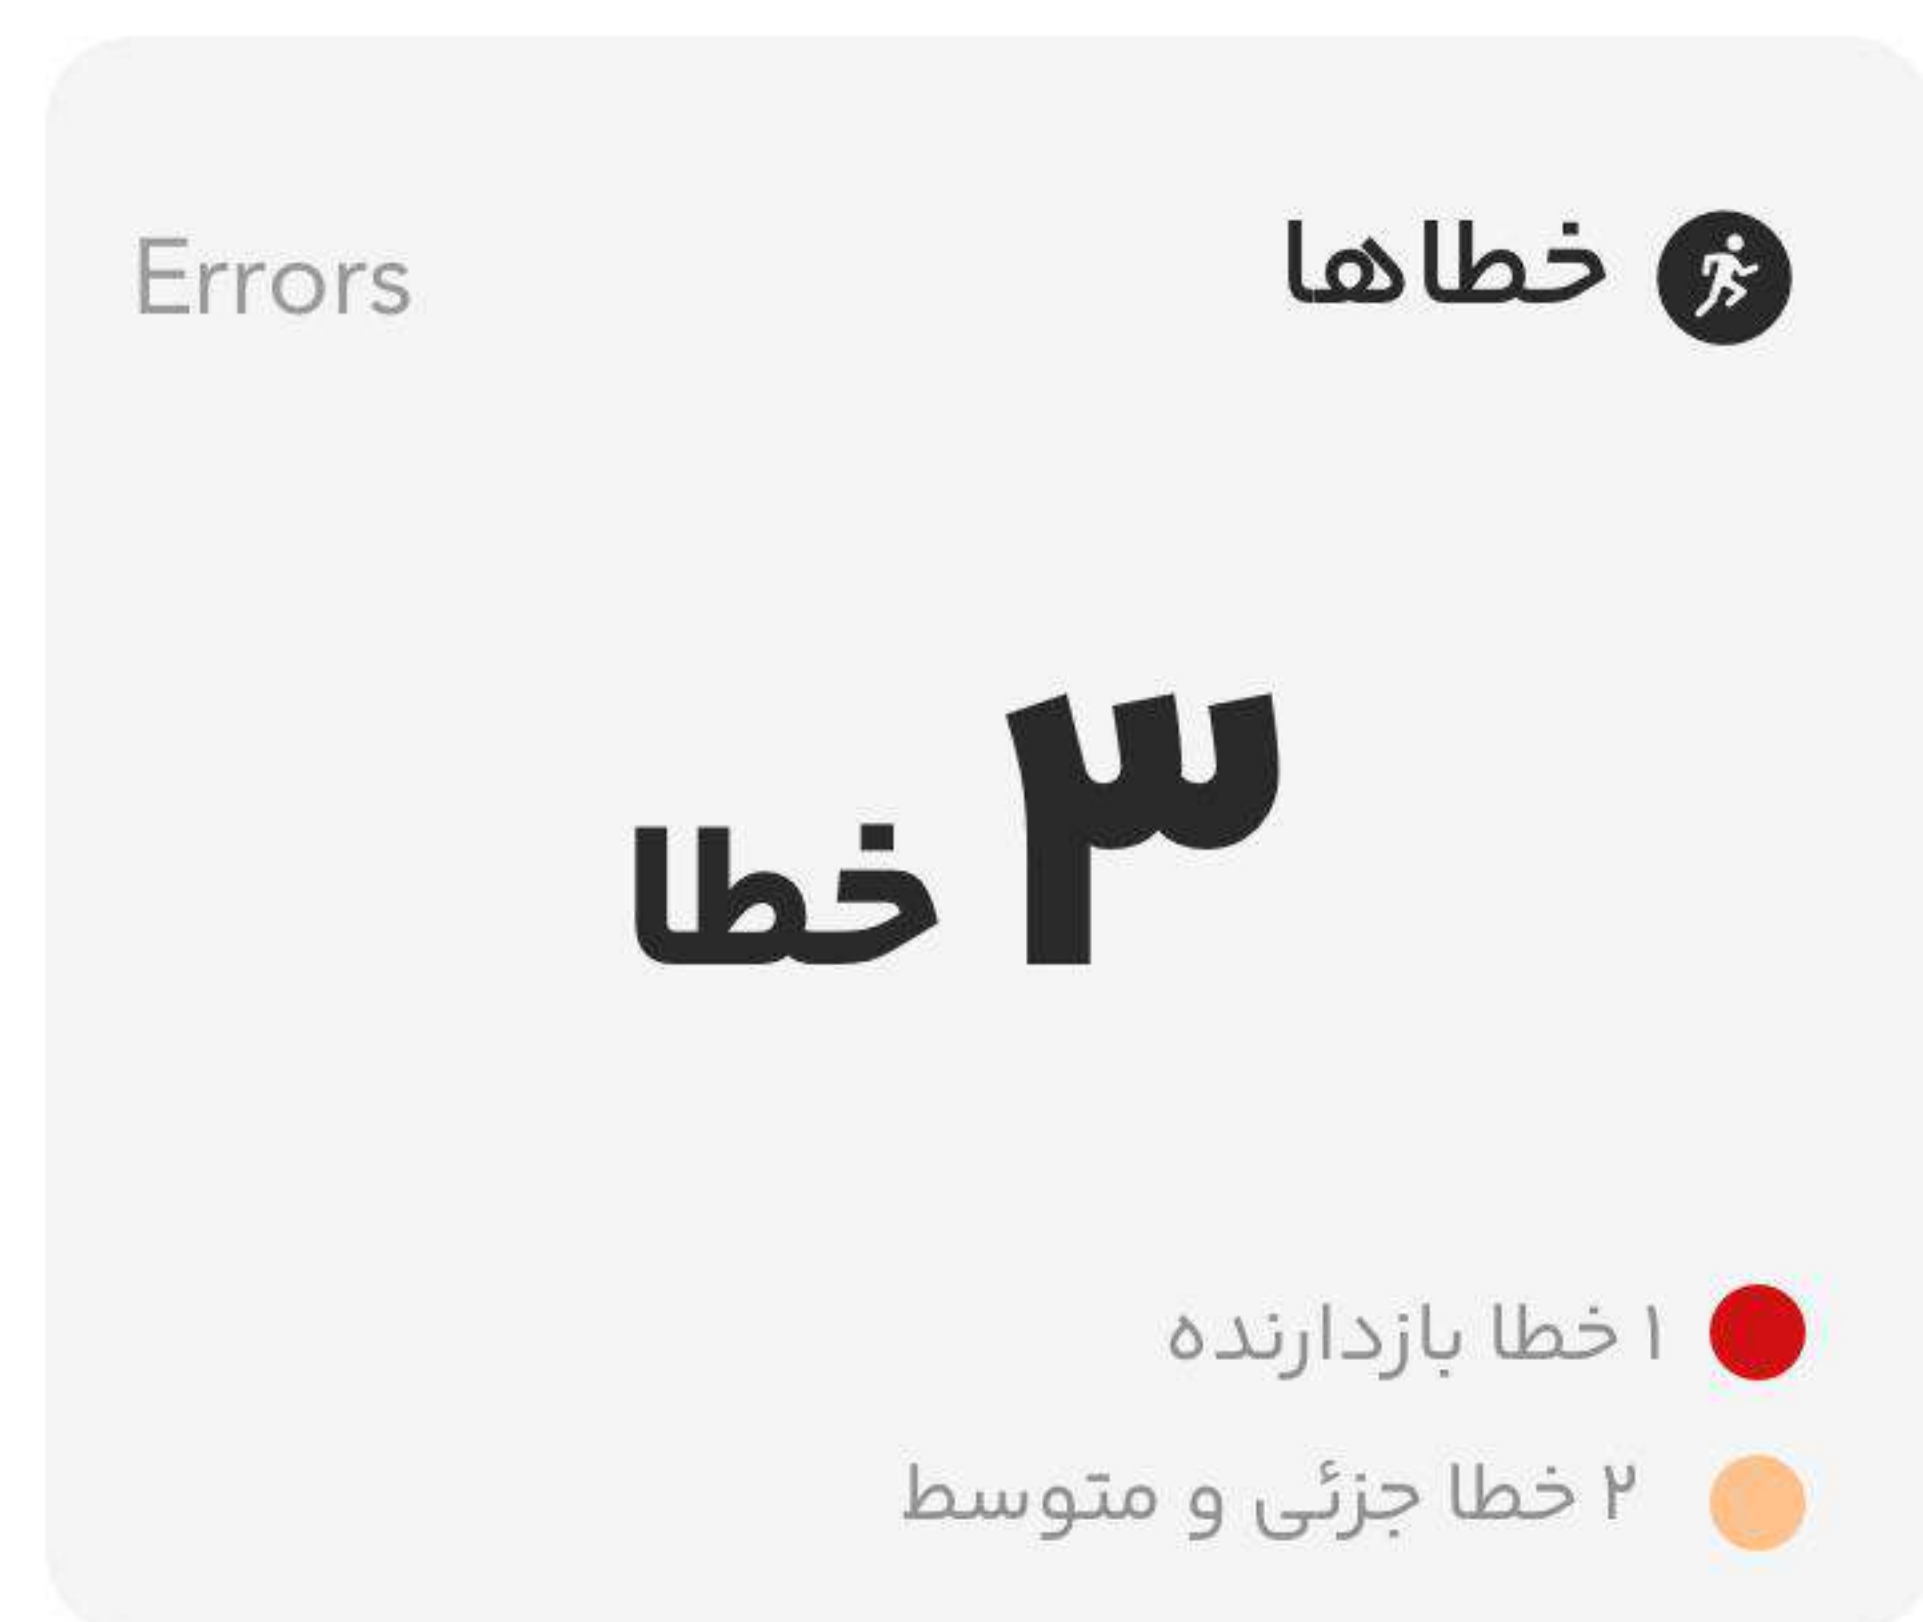 خطاها
Errors
۳ خطا
۱ خطا بازدارنده
۲ خطا جزئی و متوسط